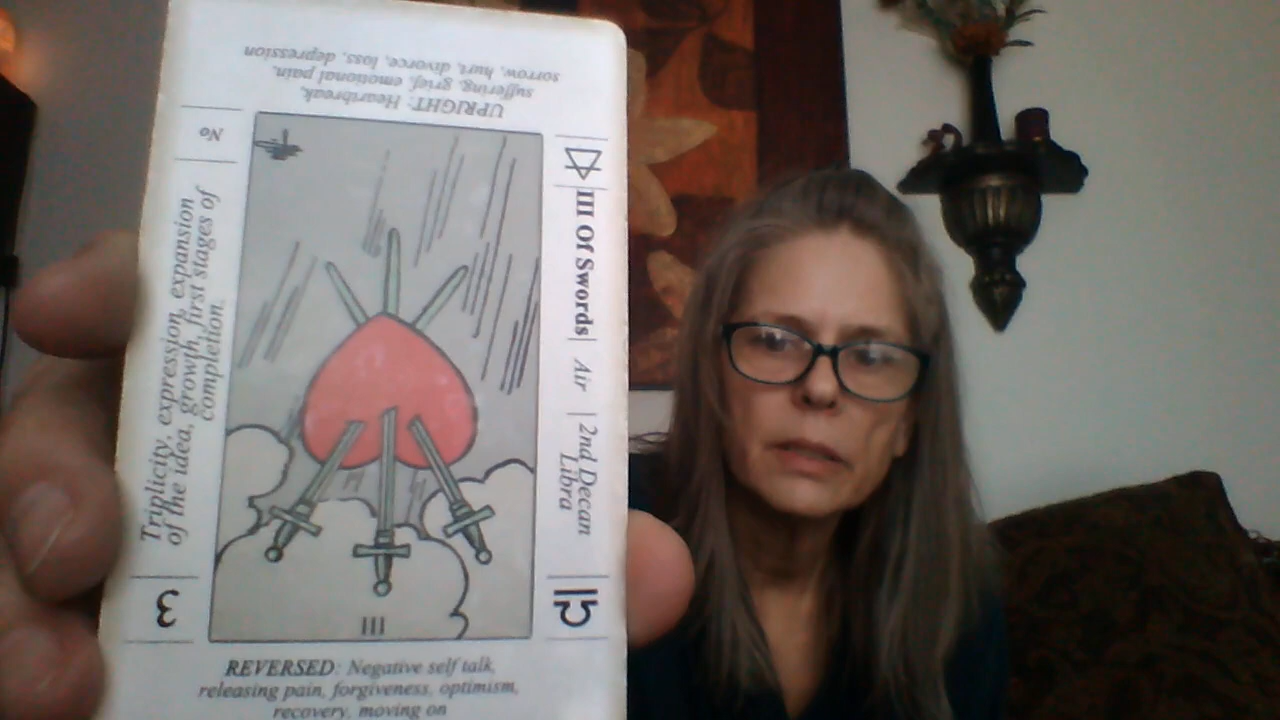 UPRIGHT: Heartbreak,
suffering, grief, emotional pain,
sorrow, hurt, divorce, loss, depression
No
III Of Swords
Air
2nd Decan
Libra
Triplicity, expression, expansion
of the idea, growth, first stages of
completion.
3
III
REVERSED: Negative self talk,
releasing pain, forgiveness, optimism,
recovery, moving on